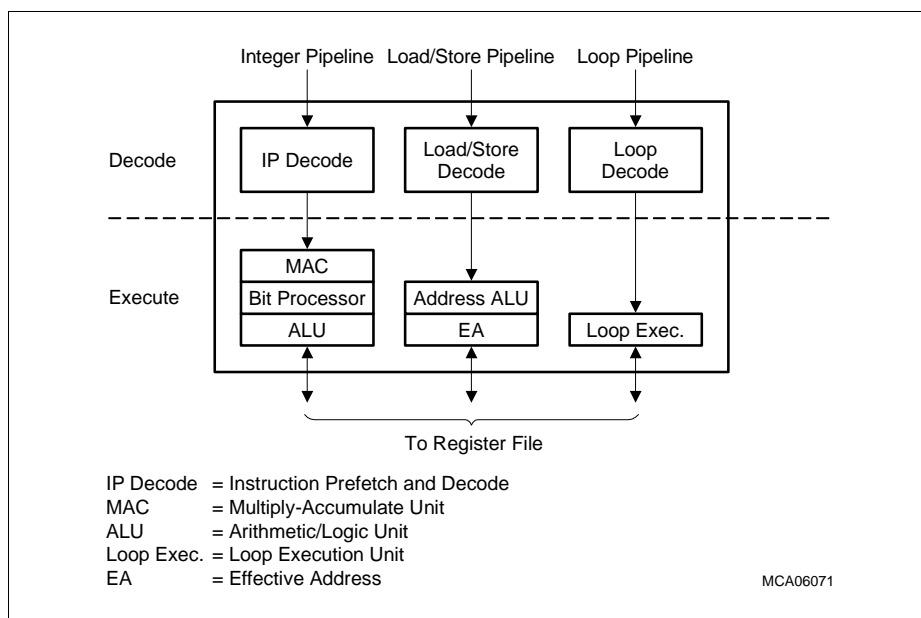 Integer Pipeline Load/Store Pipeline Loop Pipeline
Decode
IP Decode
Load/Store
Decode
Loop
Decode
Execute
MAC
Bit Processor
ALU
Address ALU
EA
Loop Exec.
To Register File
IP Decode = Instruction Prefetch and Decode
MAC = Multiply-Accumulate Unit
ALU = Arithmetic/Logic Unit
Loop Exec. = Loop Execution Unit
EA = Effective Address
MCA06071